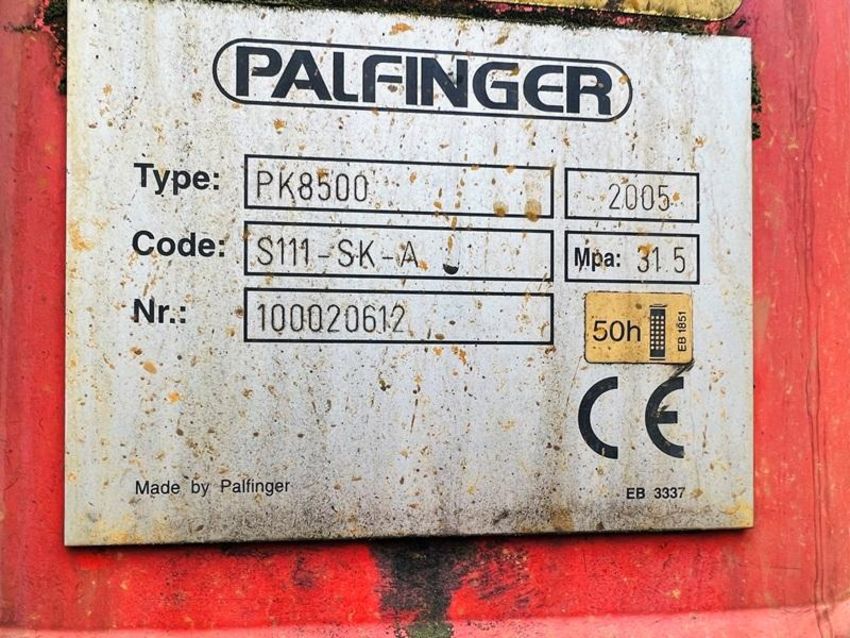 PALFINGER
Type: PK8500 2005
Code: S111-SK-A Mpa: 31 5
Nr.: 100020612
50h EB 1851
CE
Made by Palfinger EB 3337